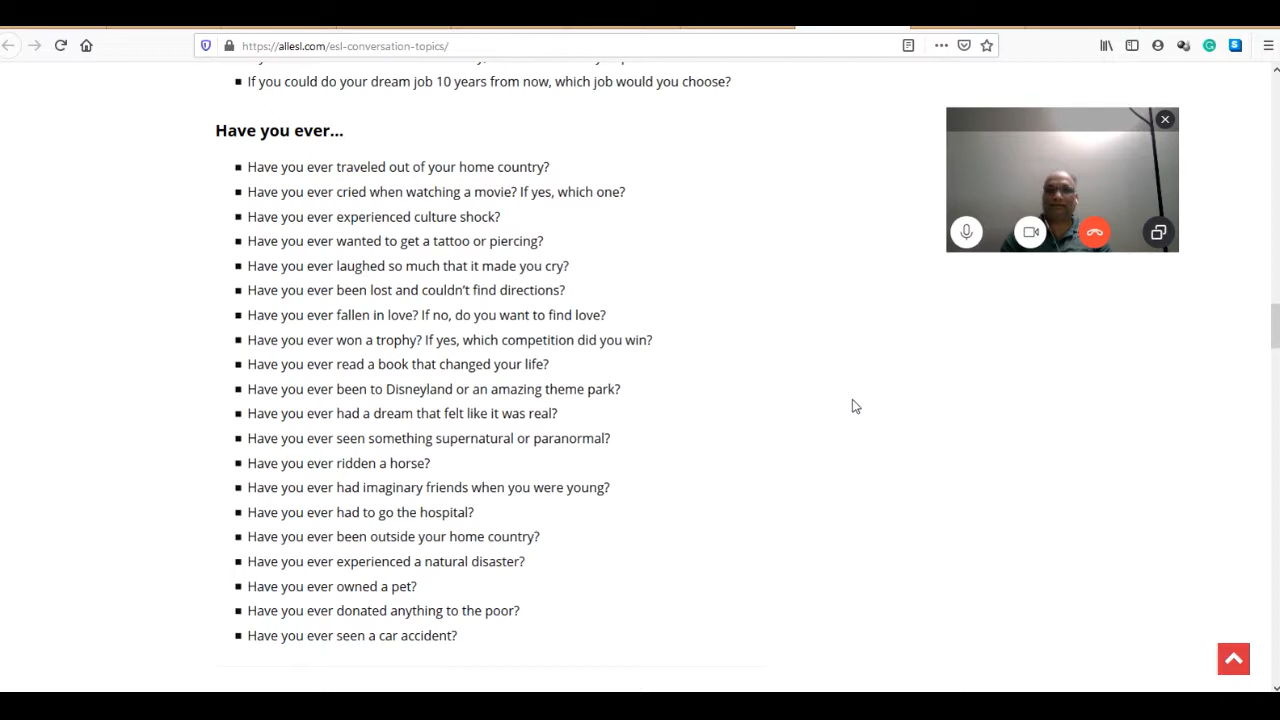 https://allesl.com/esl-conversation-topics/
If you could do your dream job 10 years from now, which job would you choose?
Have you ever...
Have you ever traveled out of your home country?
Have you ever cried when watching a movie? If yes, which one?
Have you ever experienced culture shock?
Have you ever wanted to get a tattoo or piercing?
Have you ever laughed so much that it made you cry?
Have you ever been lost and couldn't find directions?
Have you ever fallen in love? If no, do you want to find love?
Have you ever won a trophy? If yes, which competition did you win?
Have you ever read a book that changed your life?
Have you ever been to Disneyland or an amazing theme park?
Have you ever had a dream that felt like it was real?
Have you ever seen something supernatural or paranormal?
Have you ever ridden a horse?
Have you ever had imaginary friends when you were young?
Have you ever had to go the hospital?
Have you ever been outside your home country?
Have you ever experienced a natural disaster?
Have you ever owned a pet?
Have you ever donated anything to the poor?
Have you ever seen a car accident?